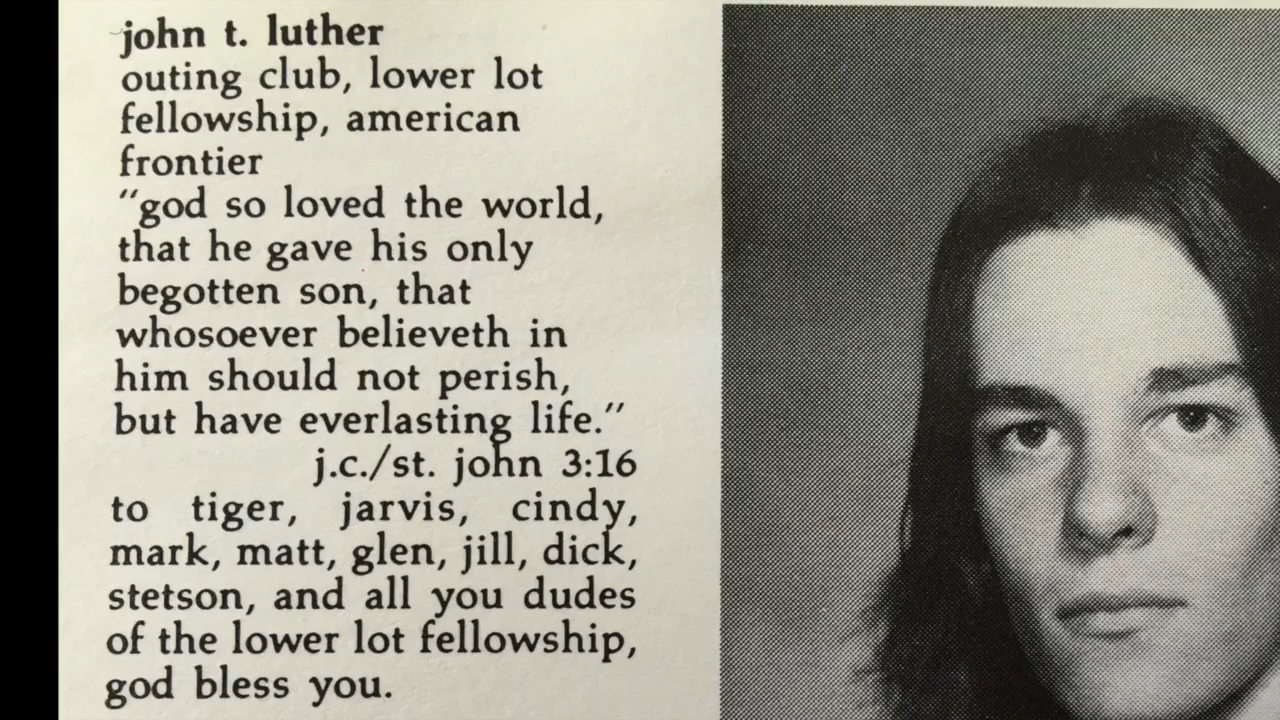 john t. luther
outing club, lower lot
fellowship, american
frontier
“god so loved the world,
that he gave his only
begotten son, that
whosoever believeth in
him should not perish,
but have everlasting life.”
j.c./st. john 3:16
to tiger, jarvis, cindy,
mark, matt, glen, jill, dick,
stetson, and all you dudes
of the lower lot fellowship,
god bless you.